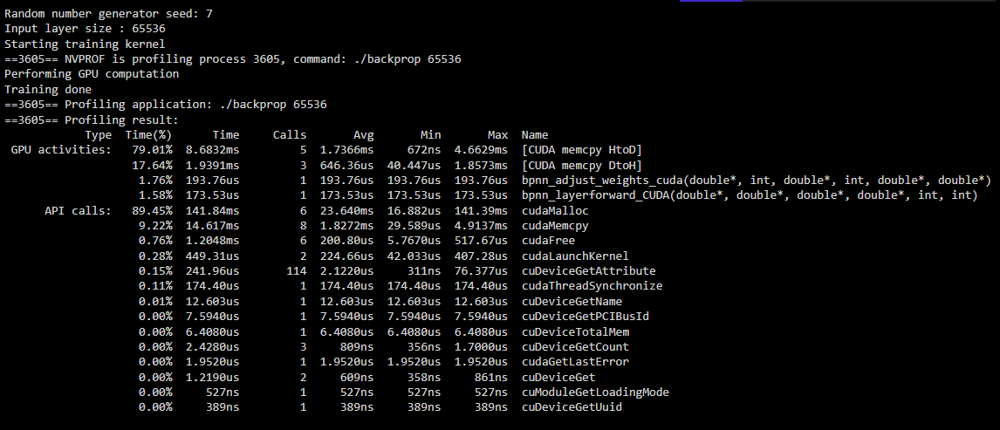 Random number generator seed: 7
Input layer size : 65536
Starting training kernel
==3605== NVPROF is profiling process 3605, command: ./backprop 65536
Performing GPU computation
Training done
==3605== Profiling application: ./backprop 65536
==3605== Profiling result:
            Type  Time(%)      Time     Calls       Avg       Min       Max  Name
 GPU activities:   79.01%  8.6832ms         5  1.7366ms     672ns  4.6629ms  [CUDA memcpy HtoD]
                   17.64%  1.9391ms         3  646.36us  40.447us  1.8573ms  [CUDA memcpy DtoH]
                    1.76%  193.76us         1  193.76us  193.76us  193.76us  bpnn_adjust_weights_cuda(double*, int, double*, int, double*, double*)
                    1.58%  173.53us         1  173.53us  173.53us  173.53us  bpnn_layerforward_CUDA(double*, double*, double*, double*, int, int)
      API calls:   89.45%  141.84ms         6  23.640ms  16.882us  141.39ms  cudaMalloc
                    9.22%  14.617ms         8  1.8272ms  29.589us  4.9137ms  cudaMemcpy
                    0.76%  1.2048ms         6  200.80us  5.7670us  517.67us  cudaFree
                    0.28%  449.31us         2  224.66us  42.033us  407.28us  cudaLaunchKernel
                    0.15%  241.96us       114  2.1220us     311ns  76.377us  cuDeviceGetAttribute
                    0.11%  174.40us         1  174.40us  174.40us  174.40us  cudaThreadSynchronize
                    0.01%  12.603us         1  12.603us  12.603us  12.603us  cuDeviceGetName
                    0.00%  7.5940us         1  7.5940us  7.5940us  7.5940us  cuDeviceGetPCIBusId
                    0.00%  6.4080us         1  6.4080us  6.4080us  6.4080us  cuDeviceTotalMem
                    0.00%  2.4280us         3     809ns     356ns  1.7000us  cuDeviceGetCount
                    0.00%  1.9520us         1  1.9520us  1.9520us  1.9520us  cudaGetLastError
                    0.00%  1.2190us         2     609ns     358ns     861ns  cuDeviceGet
                    0.00%     527ns         1     527ns     527ns     527ns  cuModuleGetLoadingMode
                    0.00%     389ns         1     389ns     389ns     389ns  cuDeviceGetUuid